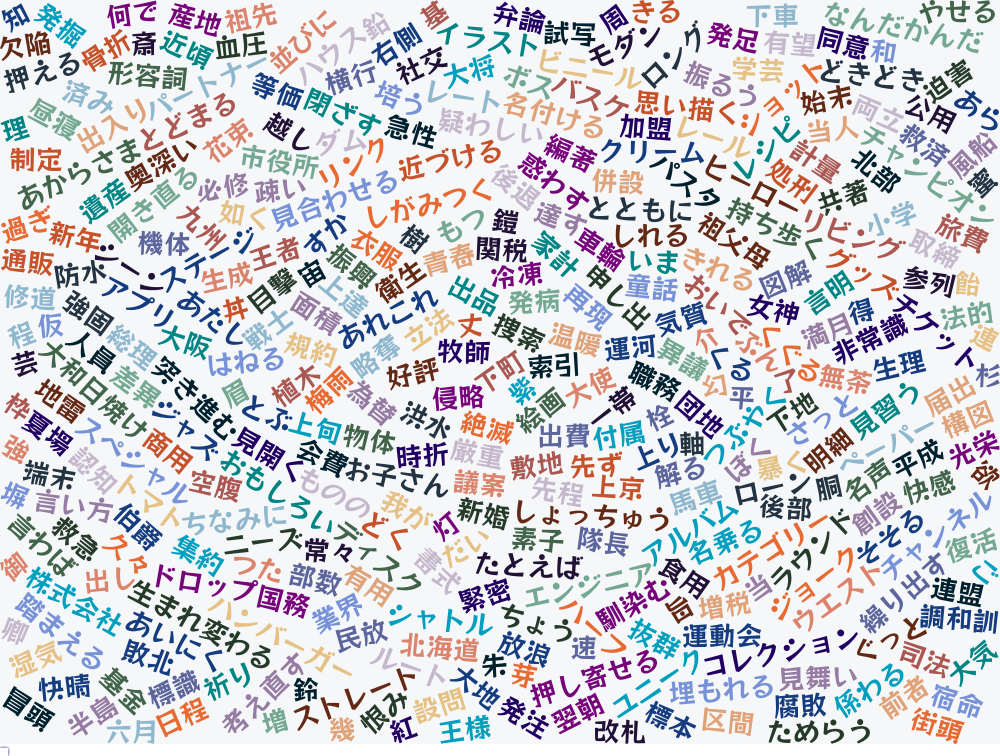 知
発掘
何で
産地
祖先
並びに
ハウス
鉛
基
イラスト
弁論
試写
周
きる
モダン
ロング
発足
下車
有望
なんだかんだ
やせる
同意
和
欠陥
骨折
斎
近頃
血圧
右側
押える
形容詞
パートナー
横行
社交
大将
ボス
ビニール
振るう
学芸
どきどき
迫害
済み
昼寝
出入り
等価
閉ざす
培う
レート
名付ける
バスケ
思い描く
ショット
始末
両立
公用
あら
理
制定
とどまる
花束
越し
ダム
急性
疑わしい
加盟
レール
レシピ
当人
チャンピオン
救済
風船
あからさま
奥深い
市役所
リンク
近づける
編著
クリーム
パスタ
ヒーロー
計量
処刑
北部
共著
遺産
開き直る
必修
疎い
見合わせる
しがみつく
後退
惑わす
併設
達す
とともに
持ち歩く
リビング
小学
旅費
過ぎ
新年
機体
九州
如く
ステージ
王者
すか
衣服
樹
もつ
鎧
関税
家計
車輪
しれる
いま
祖父母
取締
通販
防水
シーン
アプリ
生成
丼
目撃
宙
振興
衛生
青春
冷凍
申し出
童話
きれる
図解
グッズ
言明
参列
飴
修道
強固
あだし
大阪
戦士
面積
上達
あれこれ
出品
発病
再現
気質
おいで
女神
満月
得
チケット
法的
程
仮
人員
総理
はねる
規約
略奪
立法
丈
捜索
温暖
運河
異議
介
くる
ぶん
くぐる
非常識
連
芸
大和
日焼け
差異
突き進む
居
植木
梅雨
好評
牧師
下町
索引
職務
幻
平
了
無茶
生理
杉
地雷
ジャズ
とぶ
上旬
為替
洪水
侵略
紫
絵画
大使
一帯
栓
団地
つぶやく
下地
さっと
見習う
届出
枠
夏場
スペシャル
商用
見開く
物体
時折
絶滅
出費
付属
上り
軸
ぼく
暴く
明細
ペーパー
横図
強
端末
認知
トマト
空腹
おもしろい
会費
お子さん
厳重
議案
敷地
先ず
解る
馬車
ローン
胴
名声
平成
光栄
塀
言い方
伯爵
ちなみに
ものの
我が
先程
上京
後部
創設
快感
言わば
救急
久々
集約
ニーズ
常々
ディスク
どく
灯
新婚
しょっちゅう
アルバム
名乗る
カテゴリー
ラウンド
そそる
チャンネル
御
株式会社
出し
ドロップ
つた
部数
有用
書式
だい
素子
隊長
たとえば
エンジニア
食用
当
ジョーク
復活
踏まえる
生まれ変わる
国務
業界
シャトル
緊密
馴染む
旨
増税
ウエスト
繰り出す
連盟
卿
あいにく
ハンバーガー
民放
北海道
ちょう
放浪
速
抜群
運動会
コレクション
ぐっと
調和
訓
湿気
敗北
ルート
朱
芽
押し寄せる
ユニーク
見舞い
司法
大気
冒頭
快晴
基金
標識
祈り
考え直す
鈴
ストレート
恨み
設問
大地
発注
翌朝
埋もれる
腐敗
係わる
前者
宿命
半島
六月
日程
増
幾
紅
王様
改札
標本
区間
ためらう
街頭